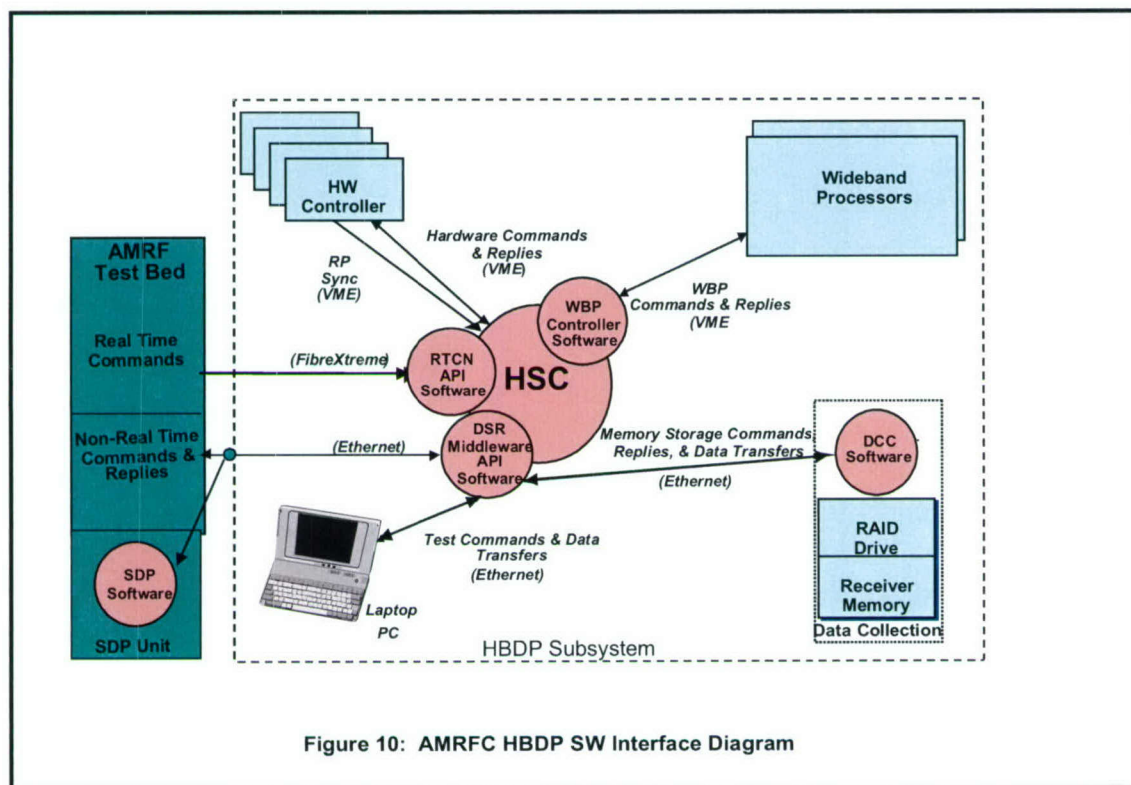 HW
Controller
Wideband
Processors
Hardware Commands
& Replies
(VME)
RP
Sync
(VME)
AMRF
Test Bed
WBP
Commands & Replies
(VME
WBP
Controller
Software
Real Time
Commands
(FibreXtreme)
RTCN
API
Software
HSC
Non-Real Time
Commands &
Replies
(Ethernet)
DSR
Middleware
API
Software
Memory Storage Commands
Replies, & Data Transfers
(Ethernet)
DCC
Software
RAID
Drive
Receiver
Memory
Data Collection
Test Commands & Data
Transfers
(Ethernet)
SDP
Software
SDP Unit
Laptop
PC
HBDP Subsystem
Figure 10: AMRFC HBDP SW Interface Diagram